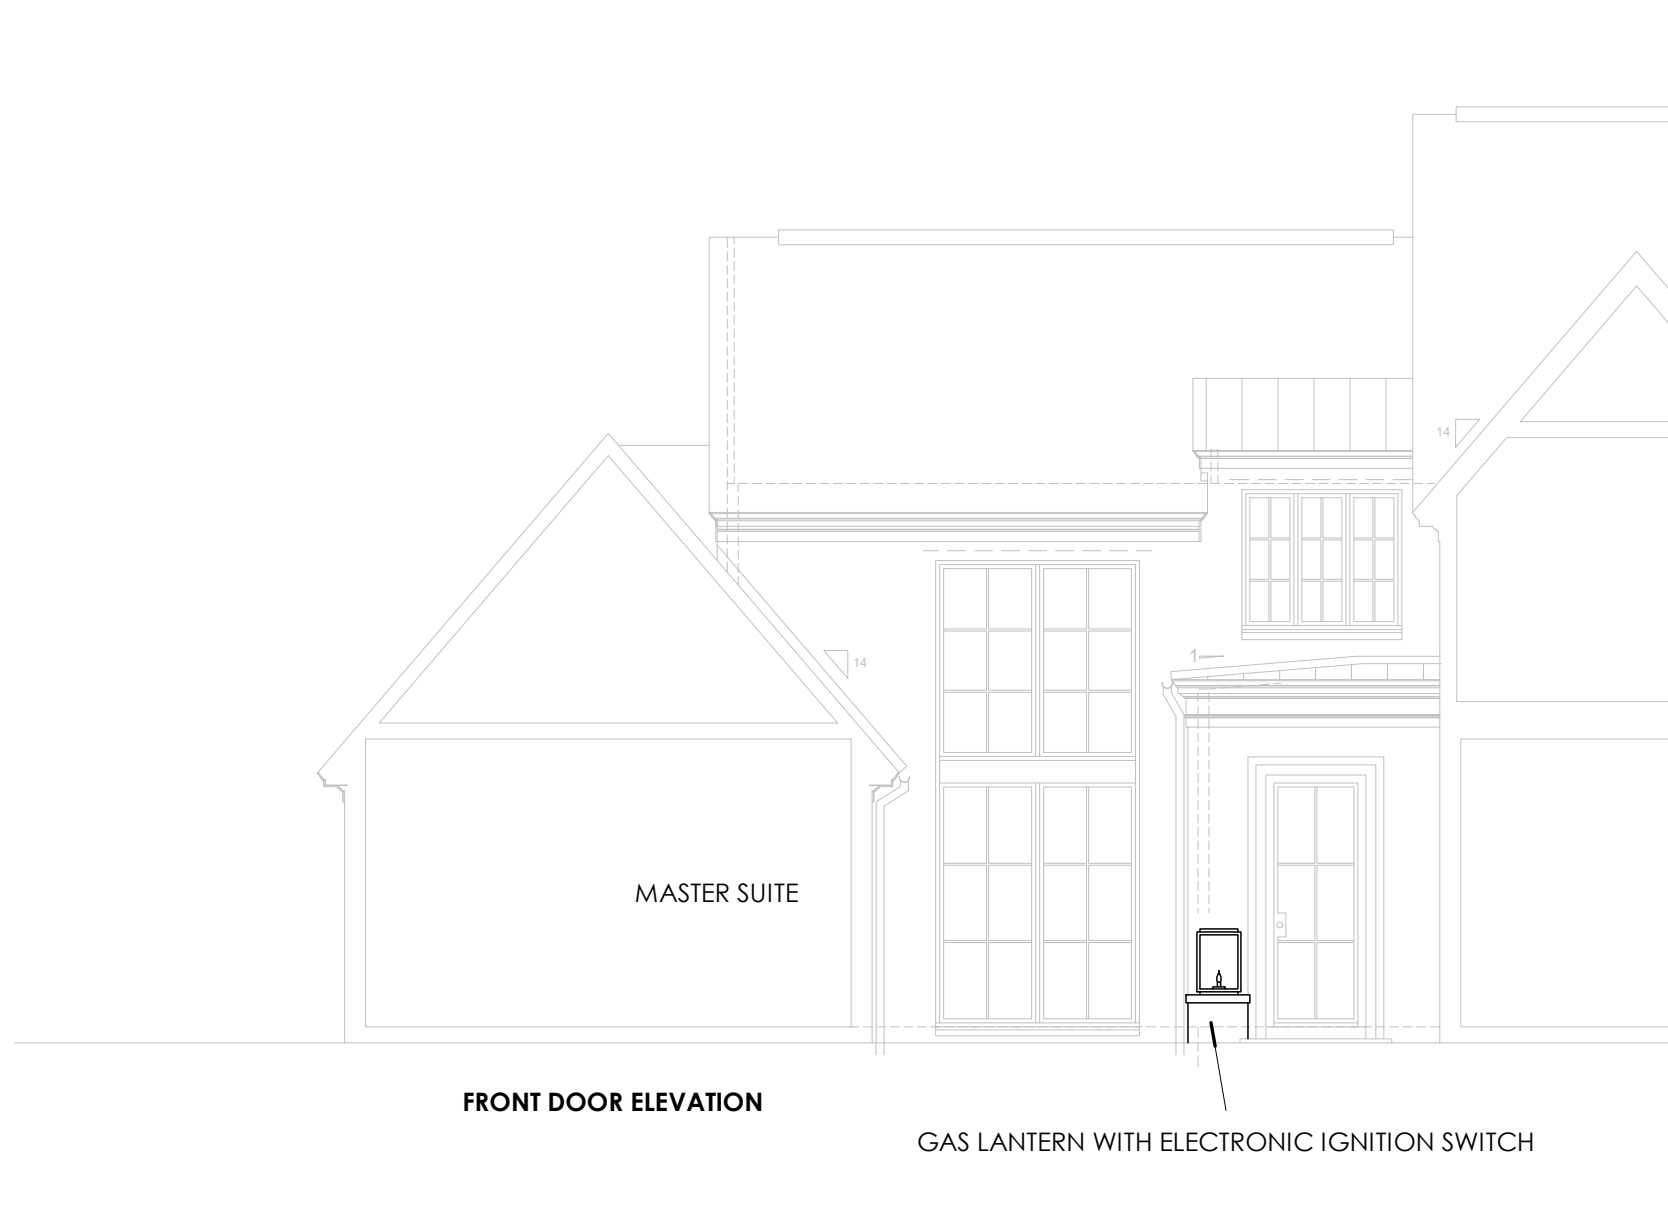 14
14
1
MASTER SUITE
FRONT DOOR ELEVATION
GAS LANTERN WITH ELECTRONIC IGNITION SWITCH